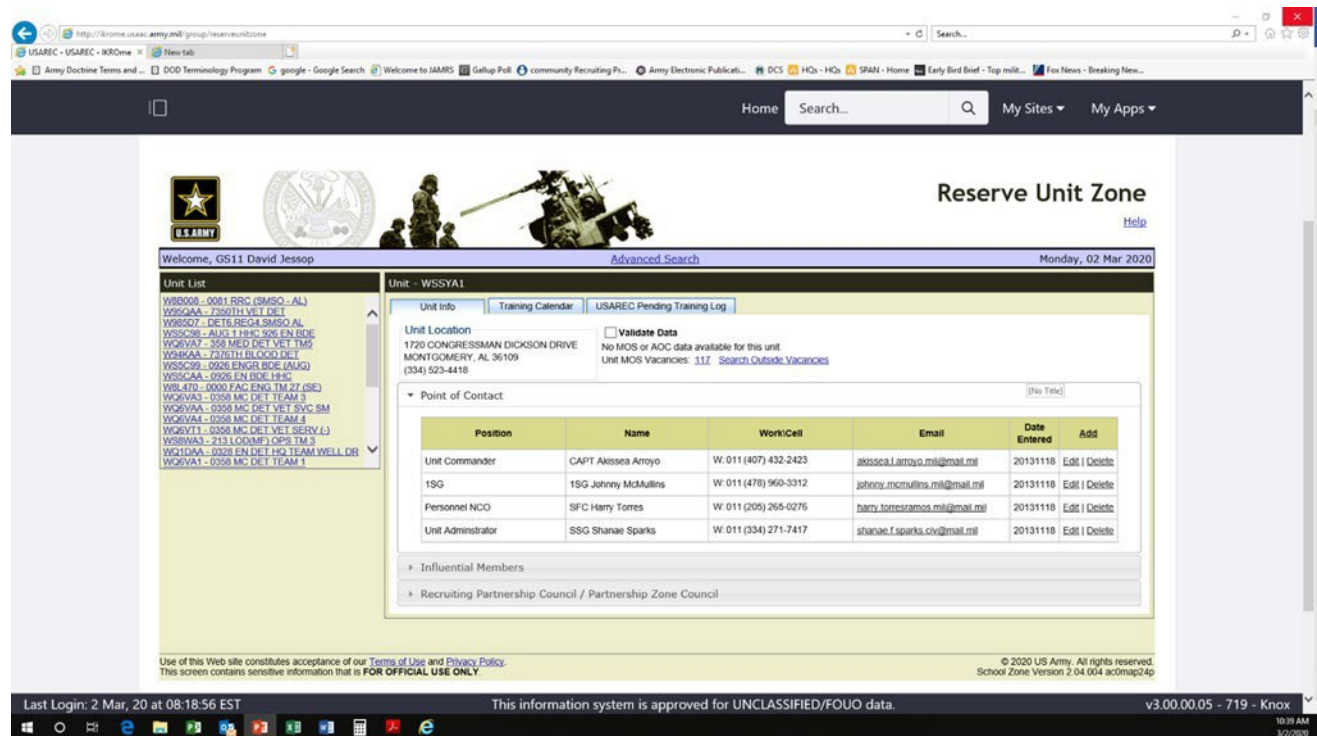 http://ikrome.usaac.army.mil/group/reserveunitzone
Search...
USAREC - USAREC - IKROme
New tab
Army Doctrine Terms and ...
DOD Terminology Program
google - Google Search
Welcome to JAMRS
Gallup Poll
community Recruiting Pr...
Army Electronic Publicati...
DCS
HQs - HQs
SPAN - Home
Early Bird Brief - Top milit...
Fox News - Breaking New...
Home
Search...
My Sites
My Apps
U.S.ARMY
Reserve Unit Zone
Help
Welcome, GS11 David Jessop
Advanced Search
Monday, 02 Mar 2020
Unit List
W8B008 - 0081 RRC (SMSO - AL)
W95QAA - 7350TH VET DET
W985D7 - DET6,REG4,SMSO AL
WS5C98 - AUG 1 HHC 926 EN BDE
WQ6VA7 - 358 MED DET VET TM5
W94KAA - 7376TH BLOOD DET
WS5C99 - 0926 ENGR BDE (AUG)
WS5CAA - 0926 EN BDE HHC
W8L470 - 0000 FAC ENG TM 27 (SE)
WQ6VA3 - 0358 MC DET TEAM 3
WQ6VAA - 0358 MC DET VET SVC SM
WQ6VA4 - 0358 MC DET TEAM 4
WQ6VT1 - 0358 MC DET VET SERV (-)
WS8WA3 - 213 LOD(MF) OPS TM 3
WQ1DAA - 0328 EN DET HQ TEAM WELL DR
WQ6VA1 - 0358 MC DET TEAM 1
Unit - WSSYA1
Unit Info
Training Calendar
USAREC Pending Training Log
Unit Location
1720 CONGRESSMAN DICKSON DRIVE
MONTGOMERY, AL 36109
(334) 523-4418
Validate Data
No MOS or AOC data available for this unit
Unit MOS Vacancies: 117 Search Outside Vacancies
Point of Contact
[No Title]
Position Name Work\Cell Email Date Entered Add
Unit Commander CAPT Akissea Arroyo W: 011 (407) 432-2423 akissea.l.arroyo.mil@mail.mil 20131118 Edit | Delete
1SG 1SG Johnny McMullins W: 011 (478) 960-3312 johnny.mcmullins.mil@mail.mil 20131118 Edit | Delete
Personnel NCO SFC Harry Torres W: 011 (205) 265-0276 harry.torresramos.mil@mail.mil 20131118 Edit | Delete
Unit Adminstrator SSG Shanae Sparks W: 011 (334) 271-7417 shanae.f.sparks.civ@mail.mil 20131118 Edit | Delete
Influential Members
Recruiting Partnership Council / Partnership Zone Council
Use of this Web site constitutes acceptance of our Terms of Use and Privacy Policy.
This screen contains sensitive information that is FOR OFFICIAL USE ONLY
© 2020 US Army. All rights reserved.
School Zone Version 2.04.004 ac0map24p
Last Login: 2 Mar, 20 at 08:18:56 EST
This information system is approved for UNCLASSIFIED/FOUO data.
v3.00.00.05 - 719 - Knox
10:39 AM
3/2/2020